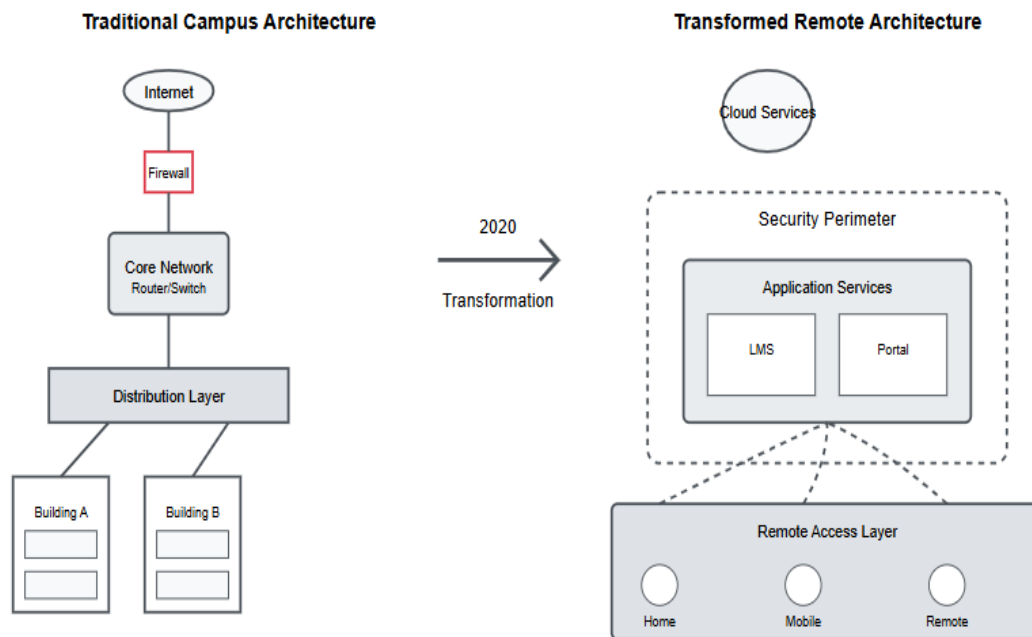 Traditional Campus Architecture
Internet
Firewall
Core Network
Router/Switch
Distribution Layer
Building A
Building B
2020
Transformation
Transformed Remote Architecture
Cloud Services
Security Perimeter
Application Services
LMS
Portal
Remote Access Layer
Home
Mobile
Remote